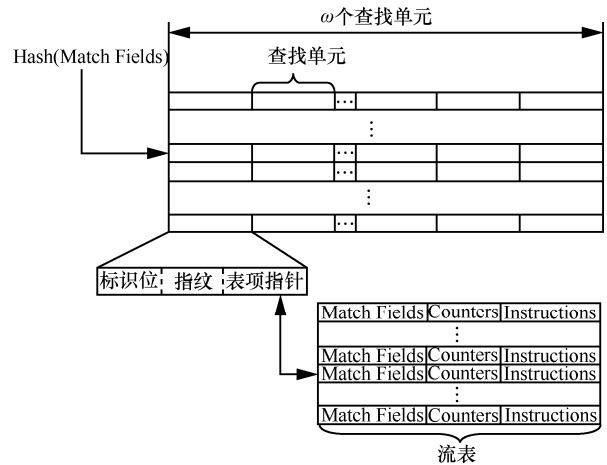 ω个查找单元
Hash(Match Fields)
查找单元
...
⋮
...
...
⋮
...
标识位 指纹 表项指针
Match Fields Counters Instructions
⋮
Match Fields Counters Instructions
Match Fields Counters Instructions
⋮
Match Fields Counters Instructions
流表